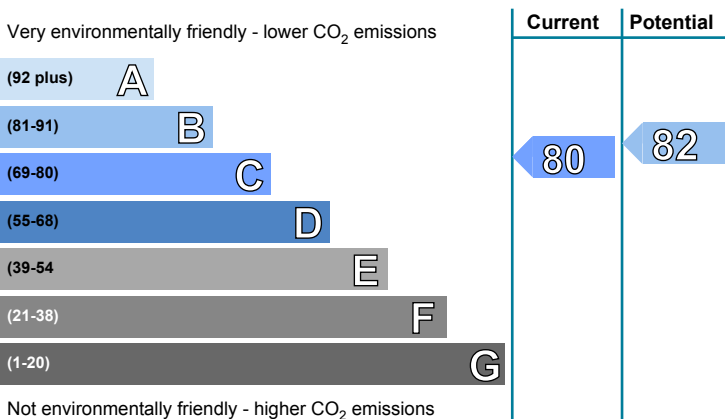 Current Potential
Very environmentally friendly - lower CO2 emissions
(92 plus) A
(81-91) B
(69-80) C
80 82
(55-68) D
(39-54 E
(21-38) F
(1-20) G
Not environmentally friendly - higher CO2 emissions